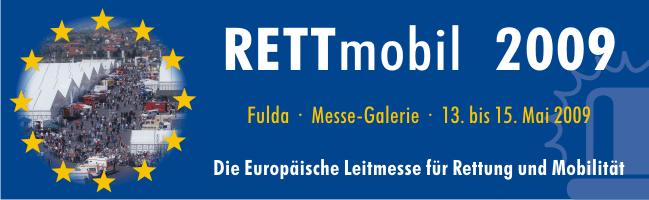 RETTmobil 2009
Fulda · Messe-Galerie · 13. bis 15. Mai 2009
Die Europäische Leitmesse für Rettung und Mobilität